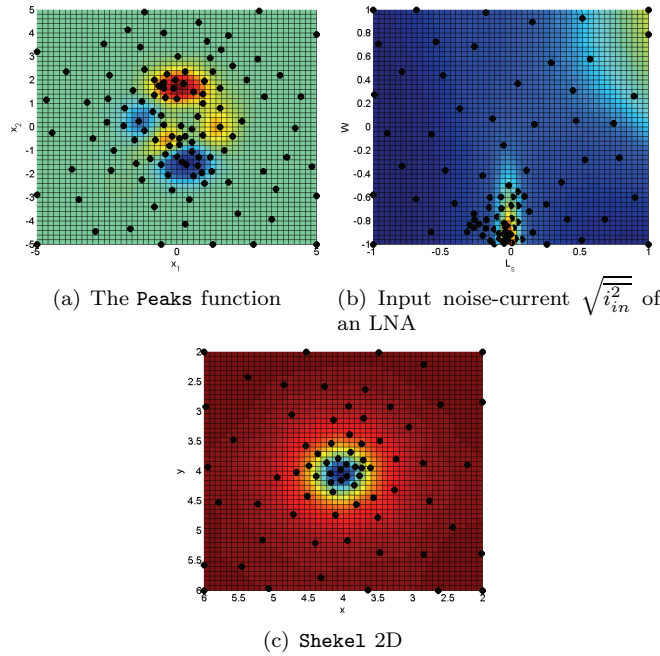 5
4
3
2
1
0
-1
-2
-3
-4
-5
x2
-5 0 5
x1
1
0.8
0.6
0.4
0.2
0
-0.2
-0.4
-0.6
-0.8
-1
W
-1 -0.5 0 0.5 1
Ls
(a) The Peaks function
(b) Input noise-current √i²in of
an LNA
2
2.5
3
3.5
4
4.5
5
5.5
6
y
6 5.5 5 4.5 4 3.5 3 2.5 2
x
(c) Shekel 2D